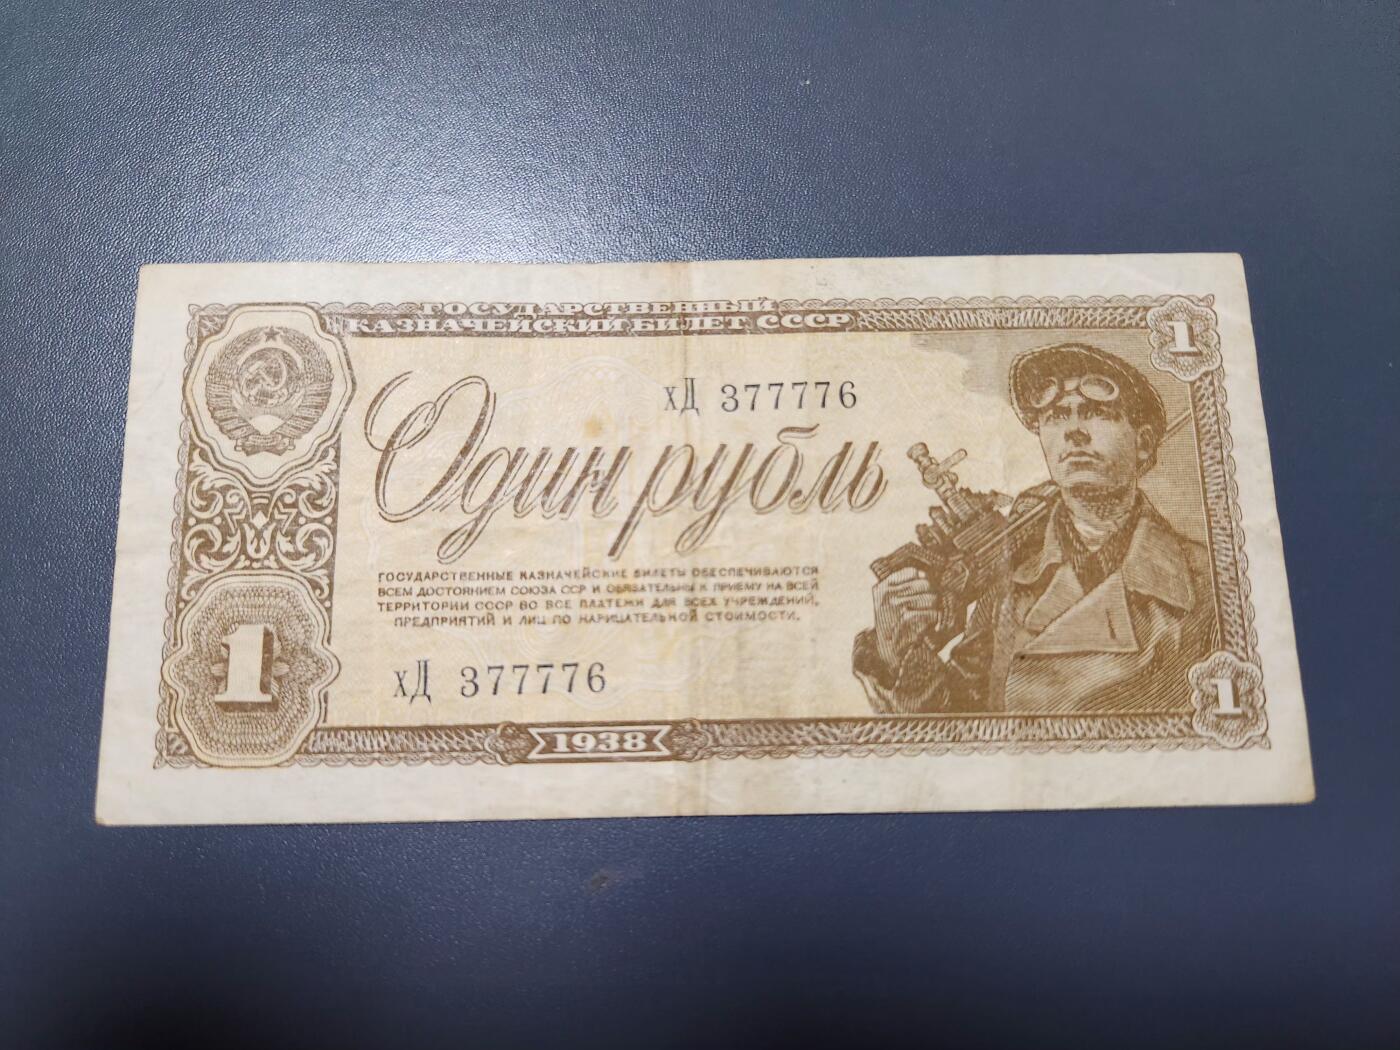 ГОСУДАРСТВЕННЫЙ
КАЗНАЧЕЙСКИЙ БИЛЕТ СССР
1
хД 377776
Один рубль
ГОСУДАРСТВЕННЫЕ КАЗНАЧЕЙСКИЕ БИЛЕТЫ ОБЕСПЕЧИВАЮТСЯ
ВСЕМ ДОСТОЯНИЕМ СОЮЗА ССР И ОБЯЗАТЕЛЬНЫ К ПРИЕМУ НА ВСЕЙ
ТЕРРИТОРИИ СССР ВО ВСЕ ПЛАТЕЖИ ДЛЯ ВСЕХ УЧРЕЖДЕНИЙ,
ПРЕДПРИЯТИЙ И ЛИЦ ПО НАРИЦАТЕЛЬНОЙ СТОИМОСТИ.
1
хД 377776
1
1938